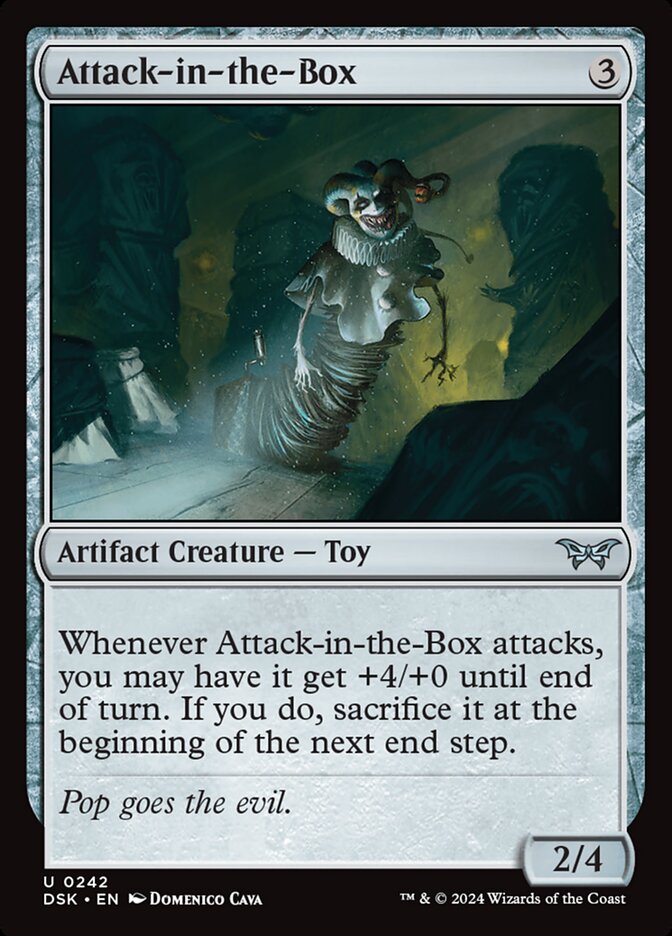 Attack-in-the-Box
3
Artifact Creature — Toy
Whenever Attack-in-the-Box attacks,
you may have it get +4/+0 until end
of turn. If you do, sacrifice it at the
beginning of the next end step.
Pop goes the evil.
2/4
U 0242
DSK • EN Domenico Cava
™ & © 2024 Wizards of the Coast